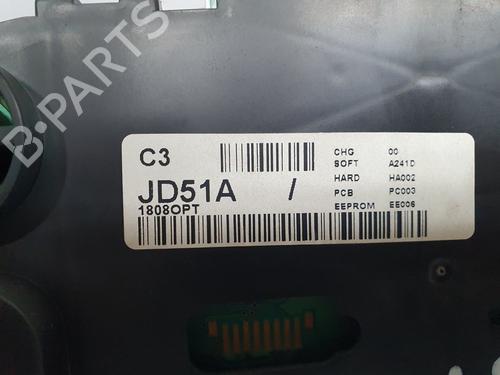 B-PARTS
C3
JD51A /
1808OPT
CHG 00
SOFT A241D
HARD HA002
PCB PC003
EEPROM EE006